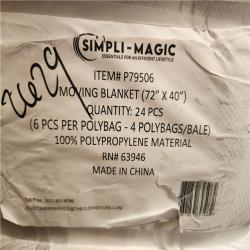 SIMPLI-MAGIC
ESSENTIALS FOR AN EFFICIENT LIFESTYLE
ITEM# P79506
MOVING BLANKET (72" X 40")
QUANTITY: 24 PCS
(6 PCS PER POLYBAG - 4 POLYBAGS/BALE)
100% POLYPROPYLENE MATERIAL
RN# 63946
MADE IN CHINA